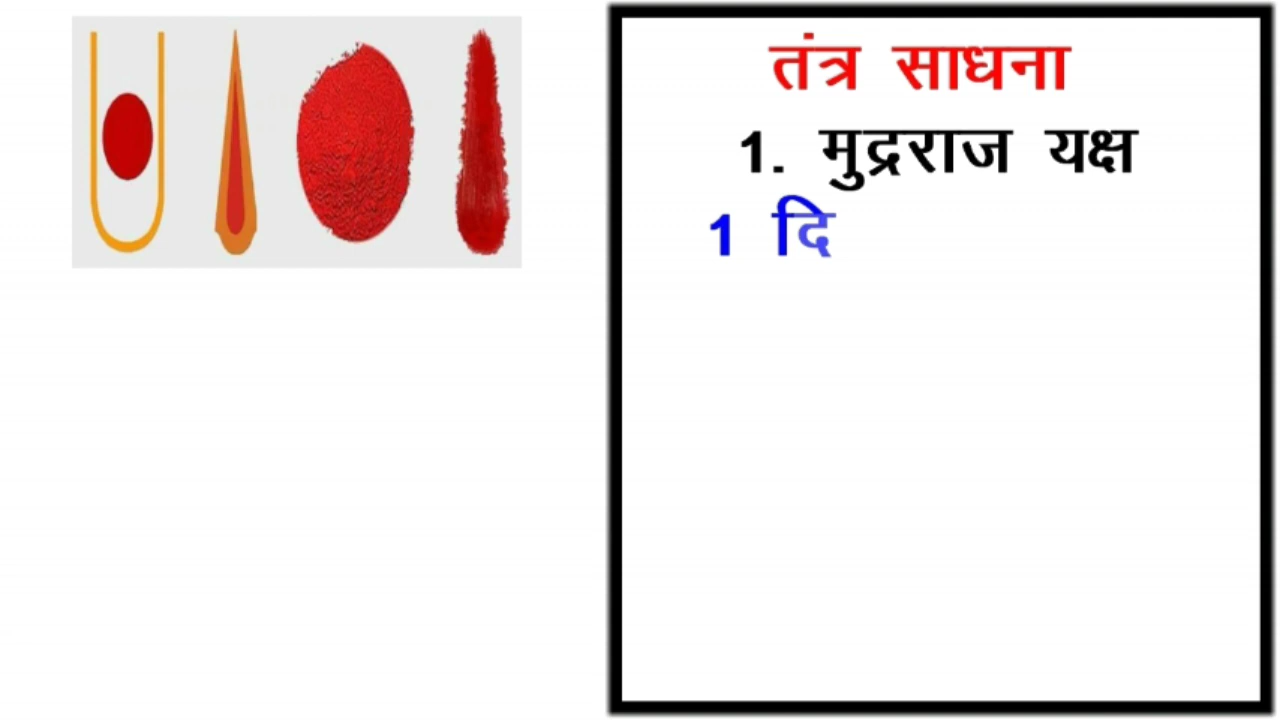 तंत्र साधना
1. मुद्रराज यक्ष
1 दि